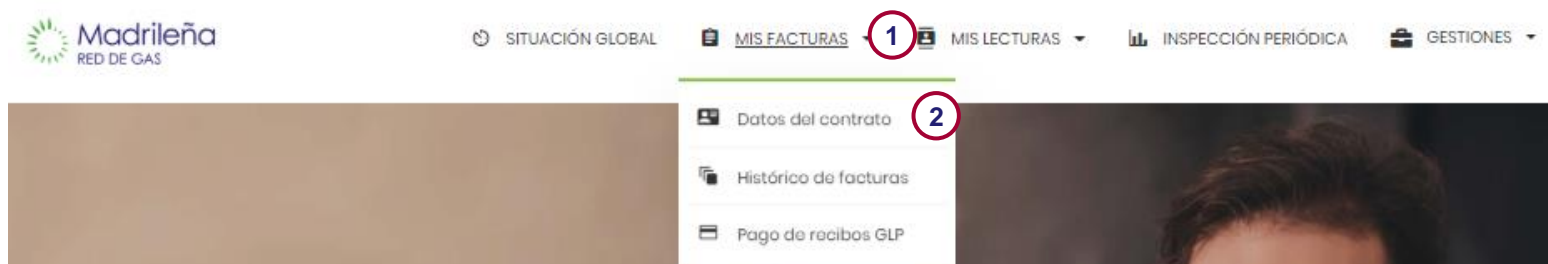 Madrileña
RED DE GAS
SITUACIÓN GLOBAL
MIS FACTURAS
1
MIS LECTURAS
INSPECCIÓN PERIÓDICA
GESTIONES
Datos del contrato
2
Histórico de facturas
Pago de recibos GLP